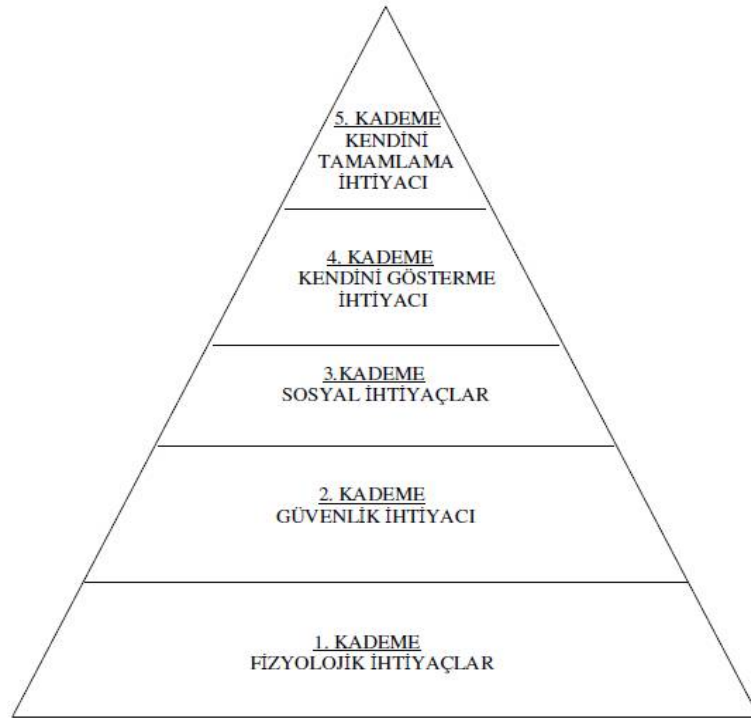 5. KADEME
KENDİNİ
TAMAMLAMA
İHTİYACI
4. KADEME
KENDİNİ GÖSTERME
İHTİYACI
3.KADEME
SOSYAL İHTİYAÇLAR
2. KADEME
GÜVENLİK İHTİYACI
1. KADEME
FİZYOLOJİK İHTİYAÇLAR